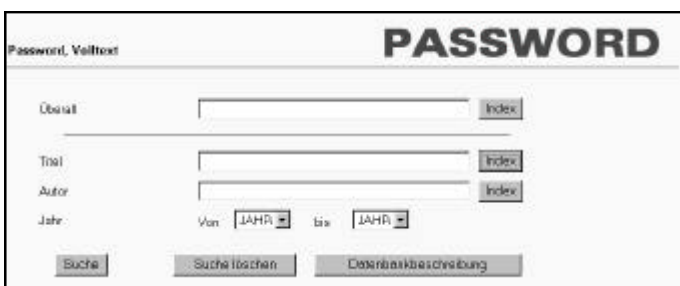 Password, Volltext
PASSWORD
Überall Index
Titel Index
Autor Index
Jahr Von JAHR bis JAHR
Suche Suche löschen Datenbankbeschreibung